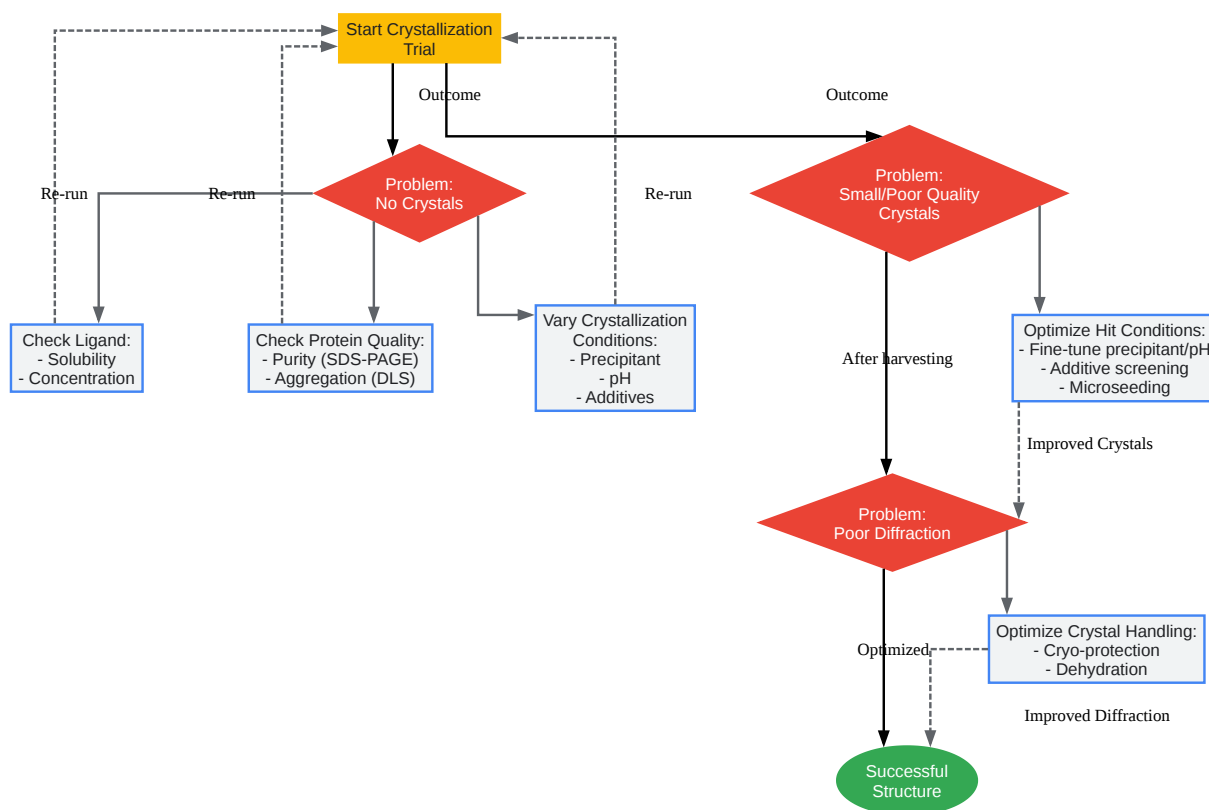 Start Crystallization
Trial
Outcome
Outcome
Problem:
No Crystals
Problem:
Small/Poor Quality
Crystals
Re-run
Re-run
Re-run
Check Ligand:
- Solubility
- Concentration
Check Protein Quality:
- Purity (SDS-PAGE)
- Aggregation (DLS)
Vary Crystallization
Conditions:
- Precipitant
- pH
- Additives
After harvesting
Optimize Hit Conditions:
- Fine-tune precipitant/pH
- Additive screening
- Microseeding
Improved Crystals
Problem:
Poor Diffraction
Optimized
Optimize Crystal Handling:
- Cryo-protection
- Dehydration
Improved Diffraction
Successful
Structure